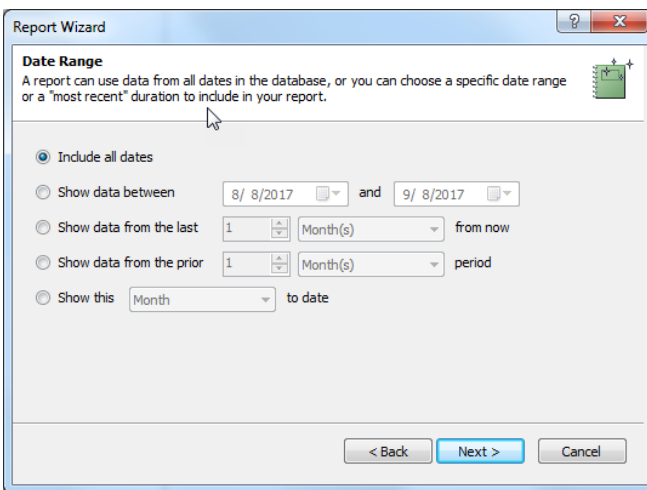 Report Wizard
Date Range
A report can use data from all dates in the database, or you can choose a specific date range
or a "most recent" duration to include in your report.
Include all dates
Show data between 8/ 8/2017 and 9/ 8/2017
Show data from the last 1 Month(s) from now
Show data from the prior 1 Month(s) period
Show this Month to date
< Back Next > Cancel